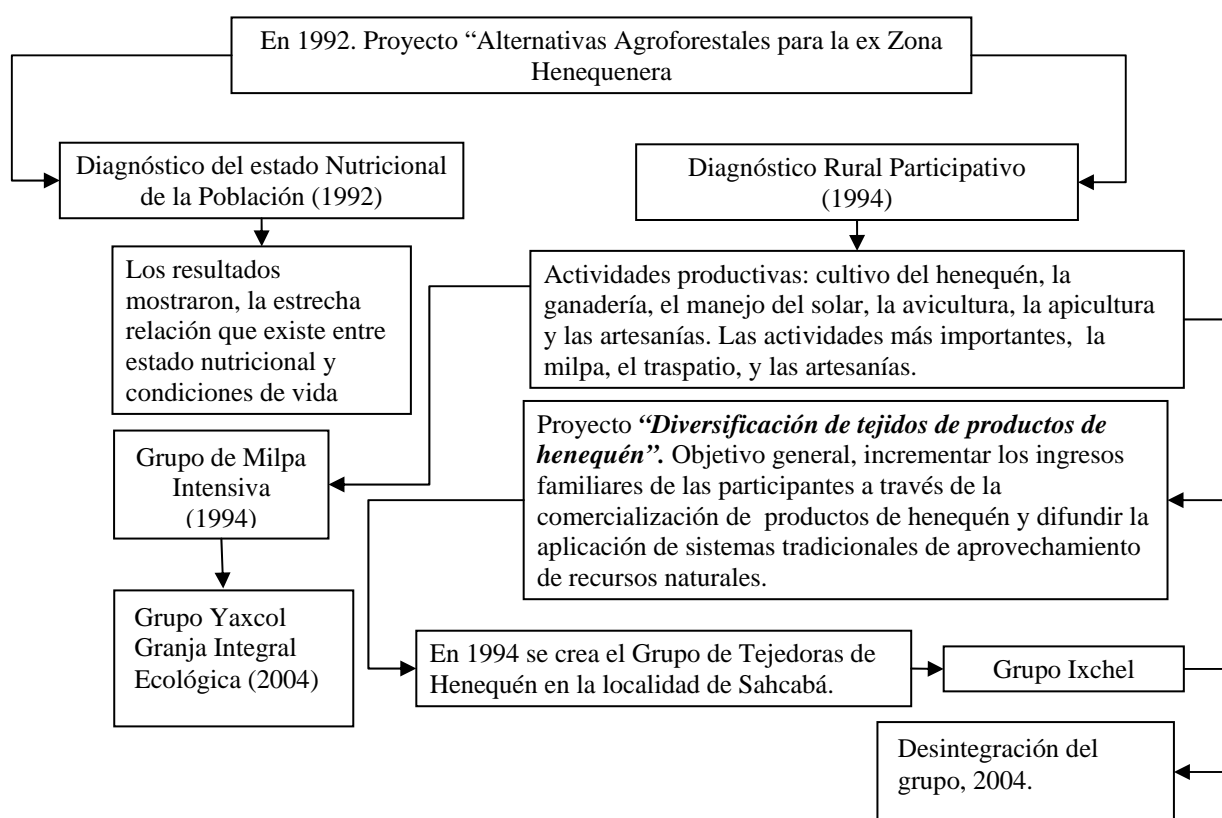 En 1992. Proyecto “Alternativas Agroforestales para la ex Zona
Henequenera
Diagnóstico del estado Nutricional
de la Población (1992)
Diagnóstico Rural Participativo
(1994)
Los resultados
mostraron, la estrecha
relación que existe entre
estado nutricional y
condiciones de vida
Actividades productivas: cultivo del henequén, la
ganadería, el manejo del solar, la avicultura, la apicultura
y las artesanías. Las actividades más importantes, la
milpa, el traspatio, y las artesanías.
Grupo de Milpa
Intensiva
(1994)
Proyecto “Diversificación de tejidos de productos de
henequén”. Objetivo general, incrementar los ingresos
familiares de las participantes a través de la
comercialización de productos de henequén y difundir la
aplicación de sistemas tradicionales de aprovechamiento
de recursos naturales.
Grupo Yaxcol
Granja Integral
Ecológica (2004)
En 1994 se crea el Grupo de Tejedoras de
Henequén en la localidad de Sahcabá.
Grupo Ixchel
Desintegración del
grupo, 2004.